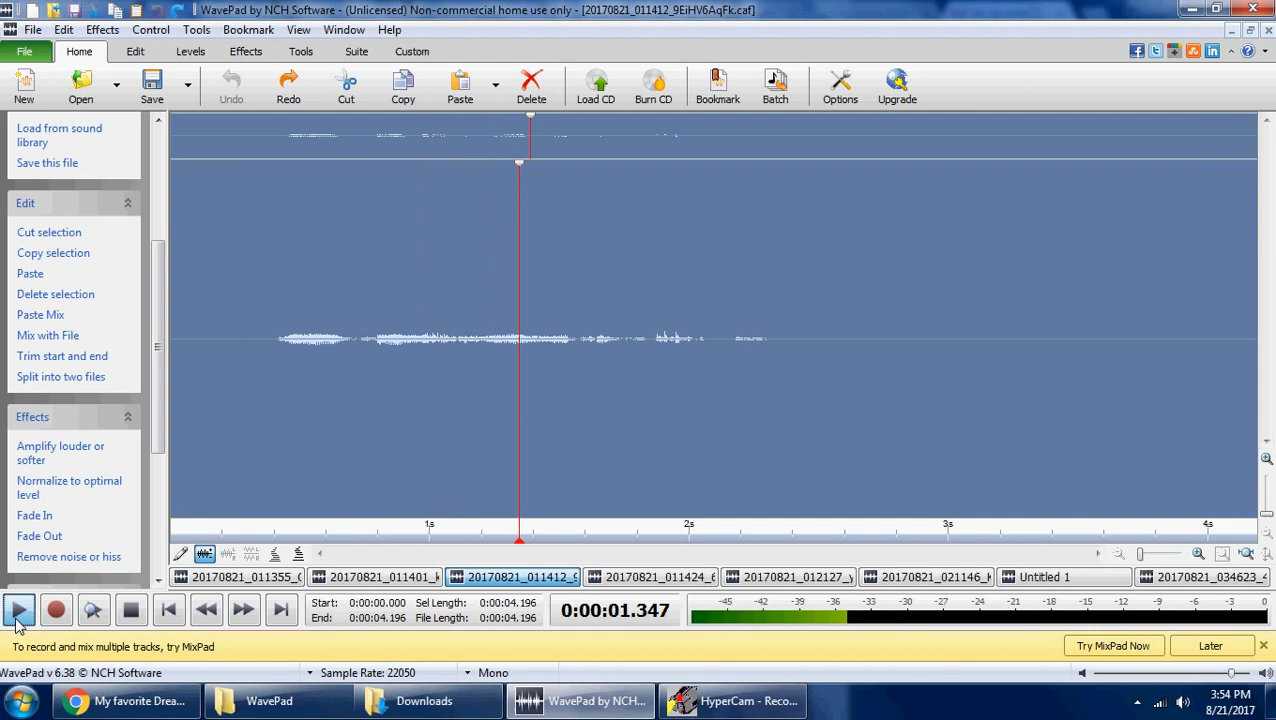 WavePad by NCH Software - (Unlicensed) Non-commercial home use only - [20170821_011412_9EiHV6AqFk.caf]
File Edit Effects Control Tools Bookmark View Window Help
File Home Edit Levels Effects Tools Suite Custom
New Open Save Undo Redo Cut Copy Paste Delete Load CD Burn CD Bookmark Batch Options Upgrade
Load from sound
library
Save this file
Edit
Cut selection
Copy selection
Paste
Delete selection
Paste Mix
Mix with File
Trim start and end
Split into two files
Effects
Amplify louder or
softer
Normalize to optimal
level
Fade In
Fade Out
Remove noise or hiss
1s 2s 3s 4s
20170821_011355_ 20170821_011401_ 20170821_011412_ 20170821_011424_ 20170821_012127_ 20170821_021146_ Untitled 1 20170821_034623_
Start: 0:00:00.000 Sel Length: 0:00:04.196
End: 0:00:04.196 File Length: 0:00:04.196
0:00:01.347
-45 -42 -39 -36 -33 -30 -27 -24 -21 -18 -15 -12 -9 -6 -3 0
To record and mix multiple tracks, try MixPad
Try MixPad Now Later
WavePad v 6.38 © NCH Software Sample Rate: 22050 Mono
My favorite Drea... WavePad Downloads WavePad by NCH... HyperCam - Reco...
3:54 PM
8/21/2017